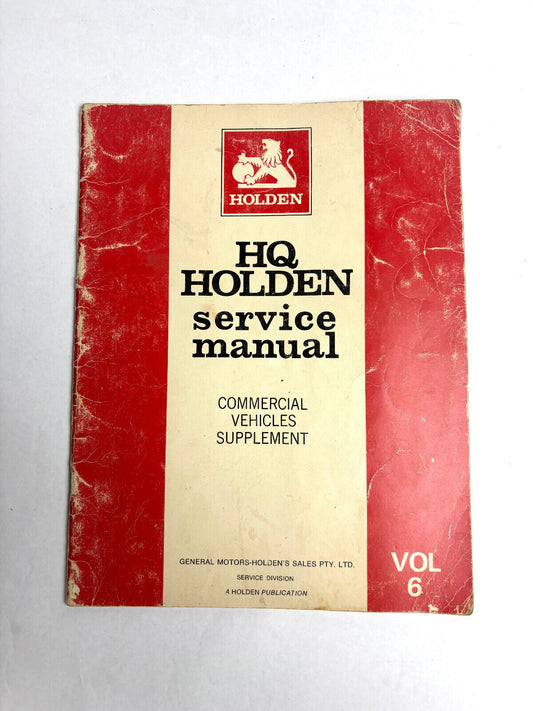 HOLDEN
HQ
HOLDEN
service
manual
COMMERCIAL
VEHICLES
SUPPLEMENT
GENERAL MOTORS-HOLDEN'S SALES PTY. LTD.
SERVICE DIVISION
A HOLDEN PUBLICATION
VOL
6